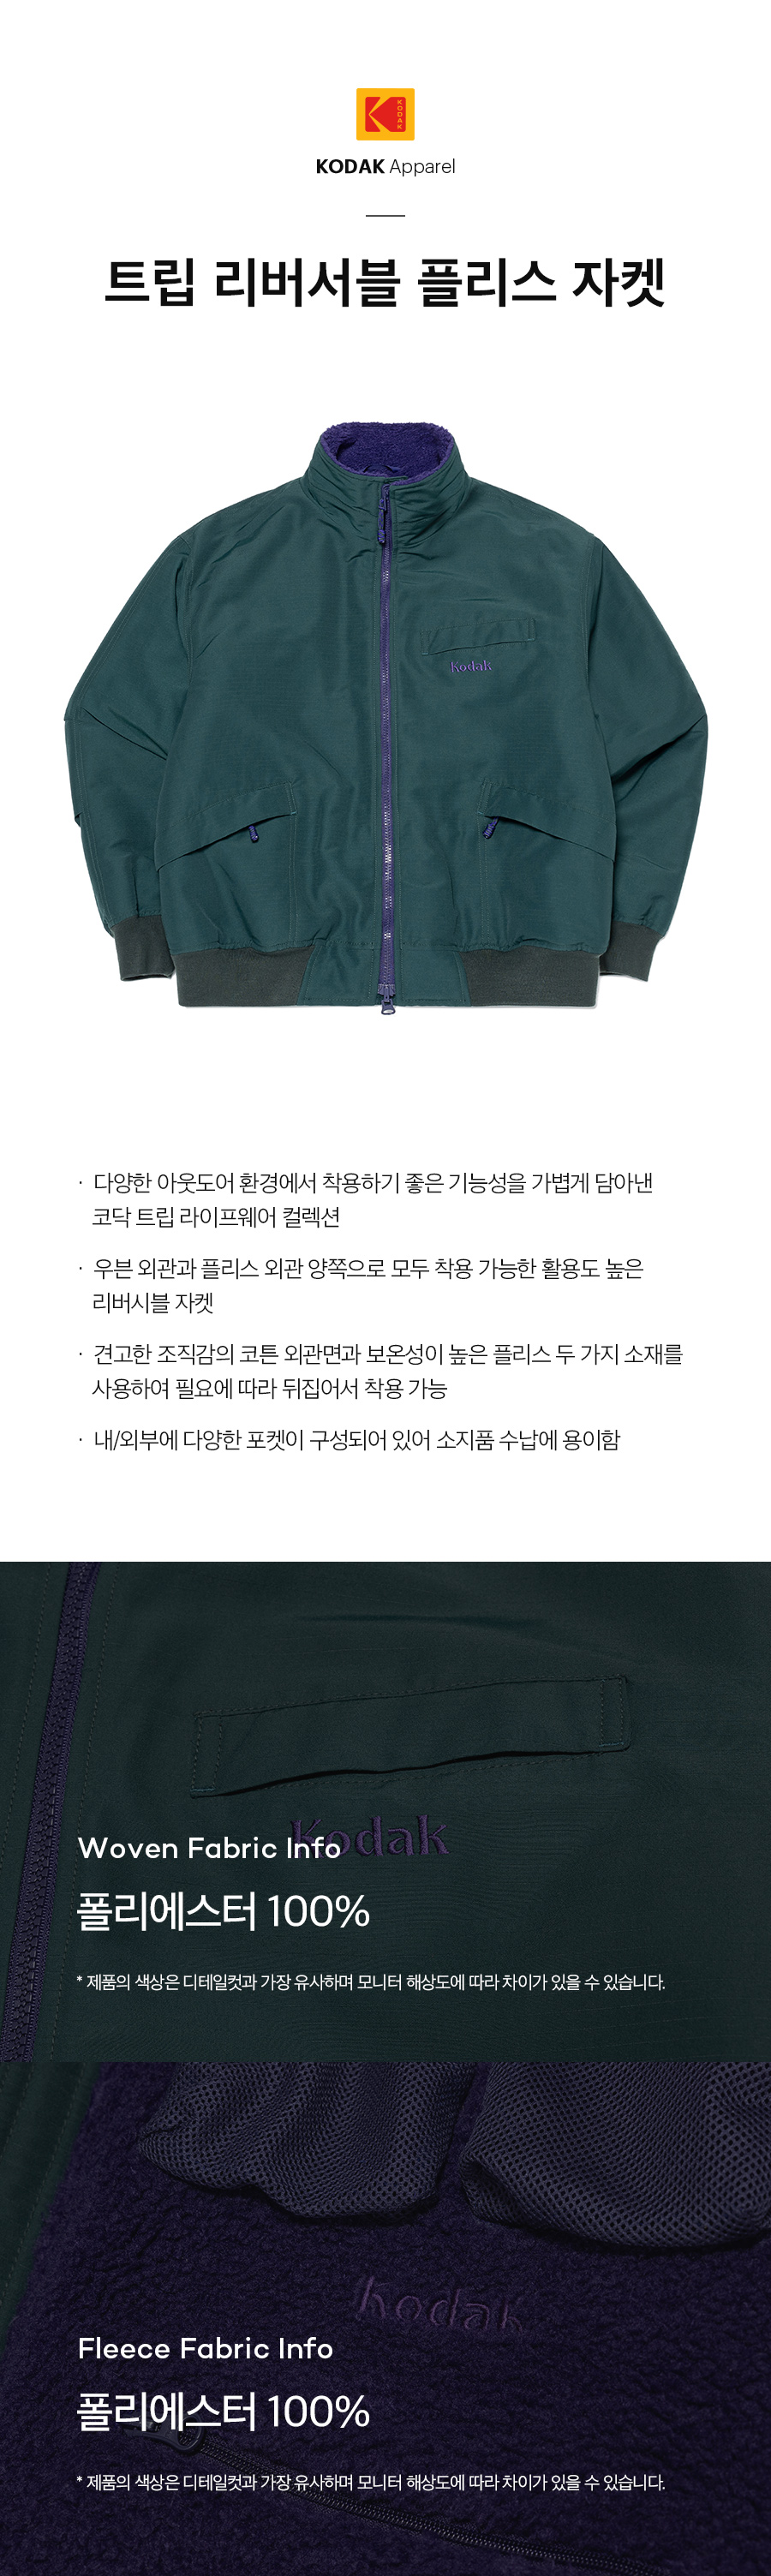 KODAK
KODAK Apparel
트립 리버서블 플리스 자켓
Kodak
· 다양한 아웃도어 환경에서 착용하기 좋은 기능성을 가볍게 담아낸
코닥 트립 라이프웨어 컬렉션
· 우븐 외관과 플리스 외관 양쪽으로 모두 착용 가능한 활용도 높은
리버시블 자켓
· 견고한 조직감의 코튼 외관면과 보온성이 높은 플리스 두 가지 소재를
사용하여 필요에 따라 뒤집어서 착용 가능
· 내/외부에 다양한 포켓이 구성되어 있어 소지품 수납에 용이함
Kodak
Woven Fabric Info
폴리에스터 100%
* 제품의 색상은 디테일컷과 가장 유사하며 모니터 해상도에 따라 차이가 있을 수 있습니다.
Kodak
Fleece Fabric Info
폴리에스터 100%
* 제품의 색상은 디테일컷과 가장 유사하며 모니터 해상도에 따라 차이가 있을 수 있습니다.